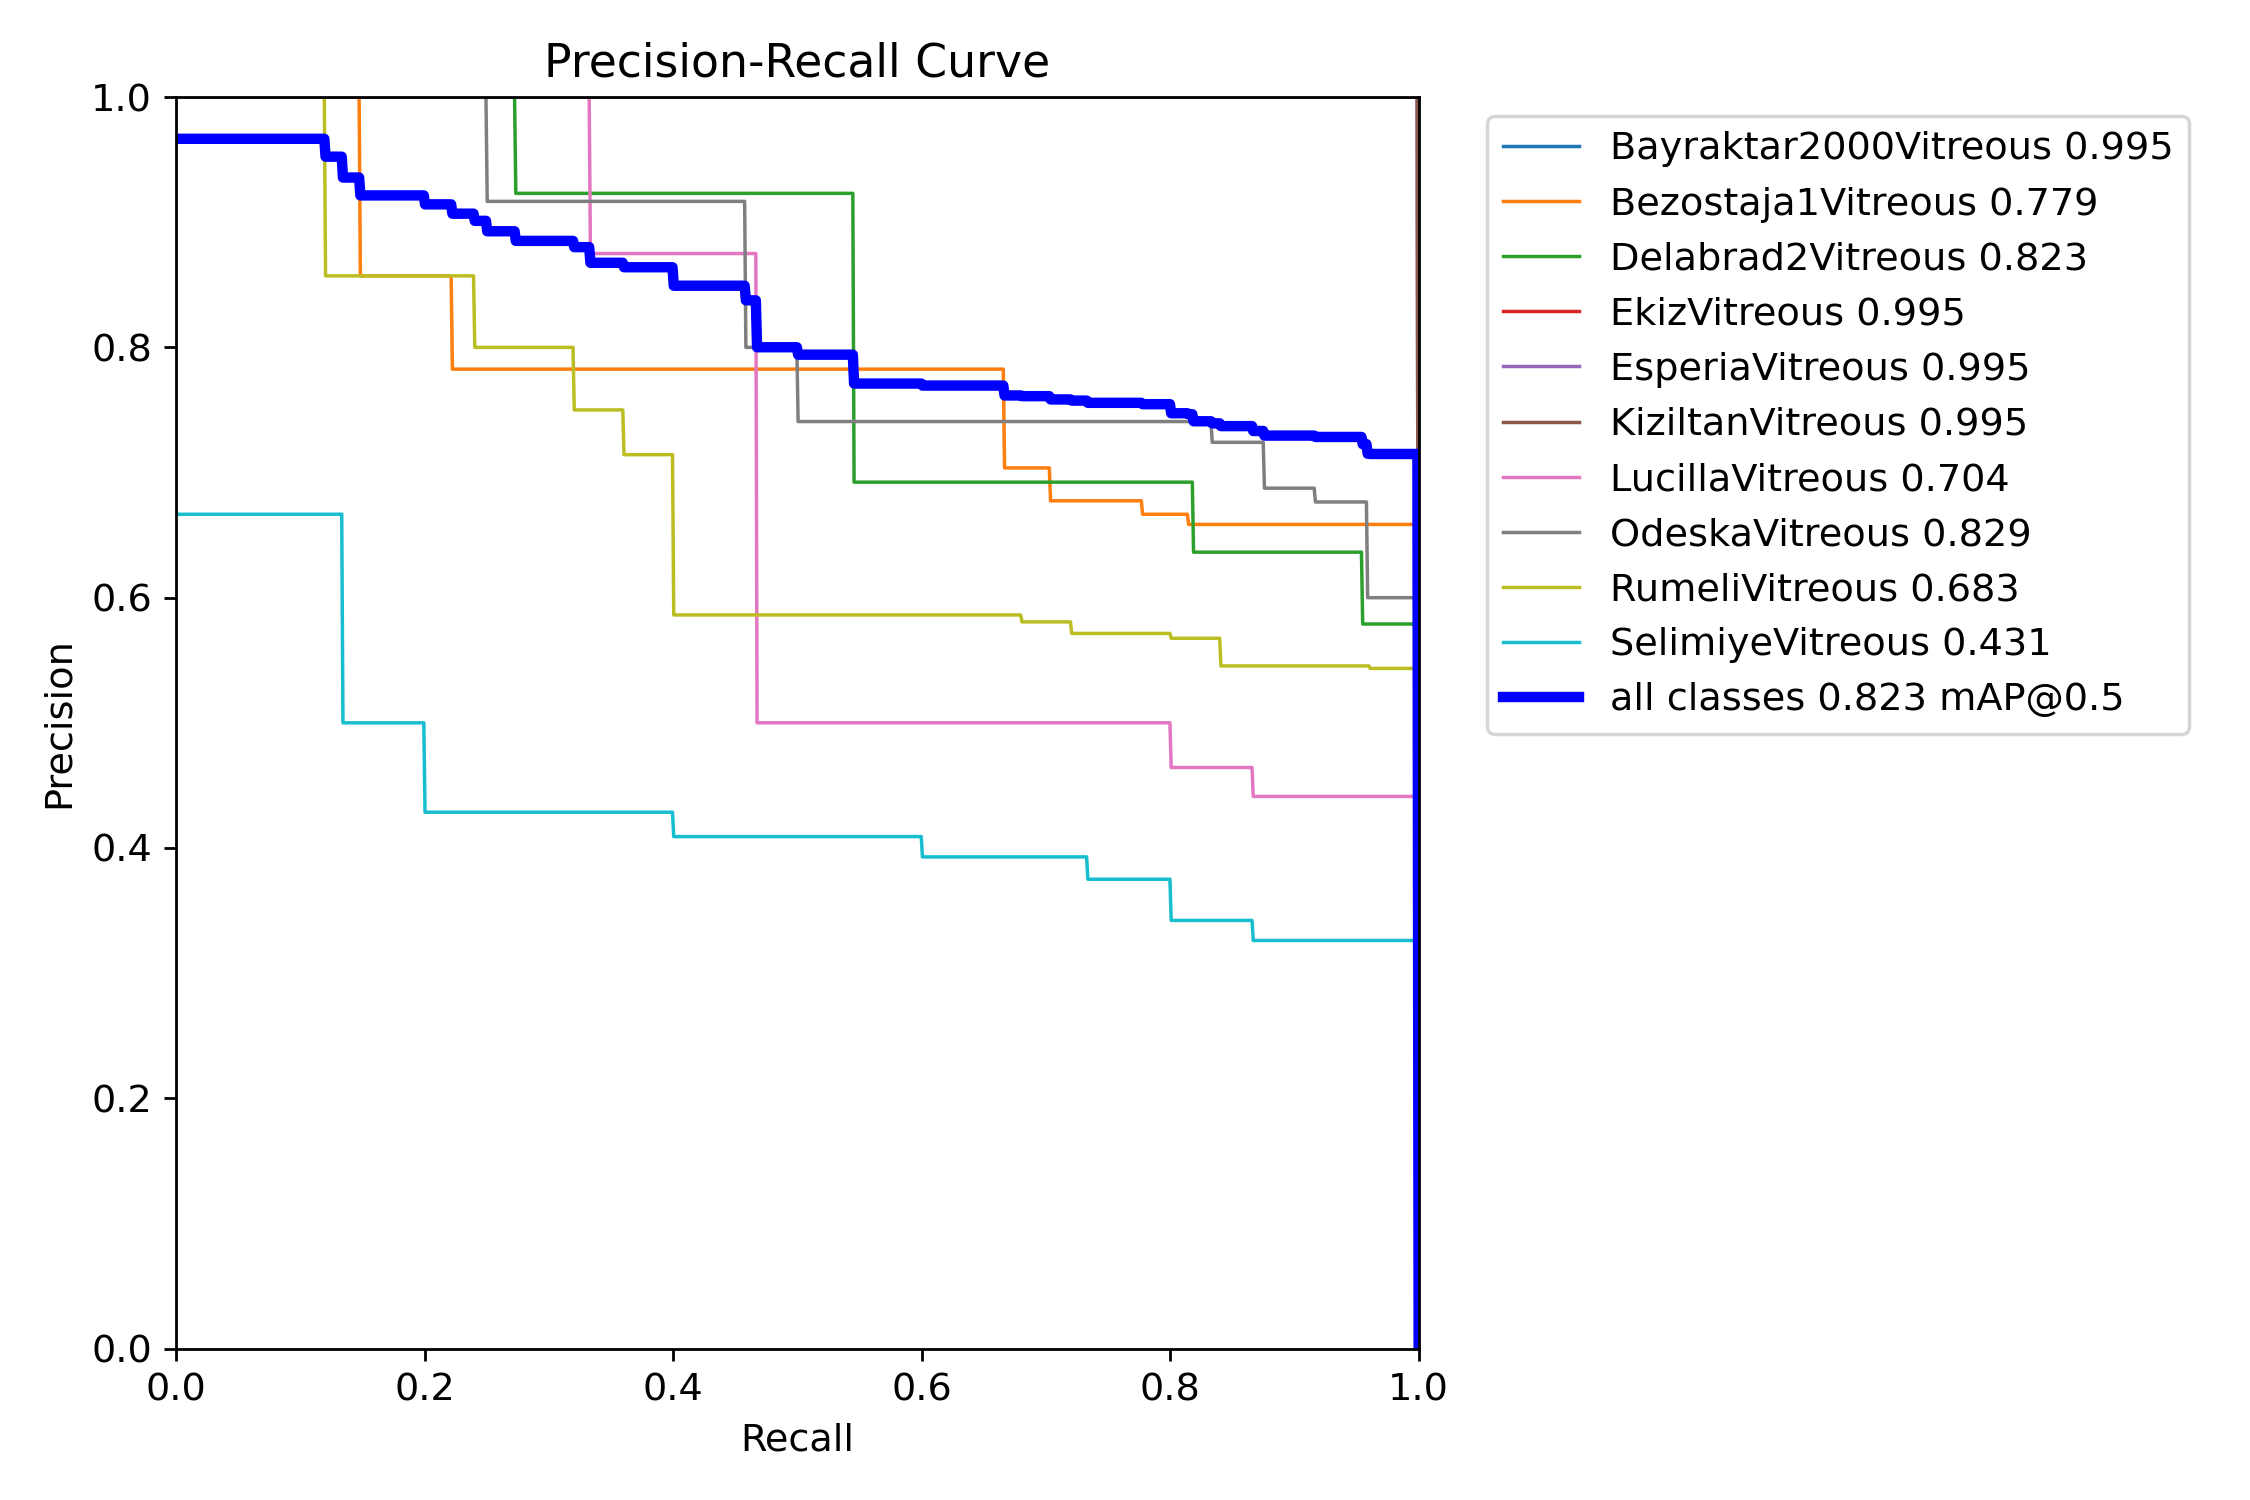 Precision-Recall Curve
1.0
0.8
0.6
0.4
0.2
0.0
Precision
0.0 0.2 0.4 0.6 0.8 1.0
Recall
Bayraktar2000Vitreous 0.995
Bezostaja1Vitreous 0.779
Delabrad2Vitreous 0.823
EkizVitreous 0.995
EsperiaVitreous 0.995
KiziltanVitreous 0.995
LucillaVitreous 0.704
OdeskaVitreous 0.829
RumeliVitreous 0.683
SelimiyeVitreous 0.431
all classes 0.823 mAP@0.5